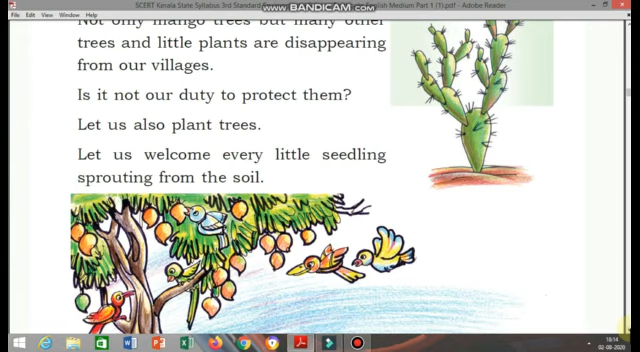 SCERT Kerala State Syllabus 3rd Standard
glish Medium Part 1 (1).pdf - Adobe Reader
WWW.BANDICAM.COM
File Edit View Window Help
Not only mango trees but many other
trees and little plants are disappearing
from our villages.
Is it not our duty to protect them?
Let us also plant trees.
Let us welcome every little seedling
sprouting from the soil.
18:14
02-08-2020